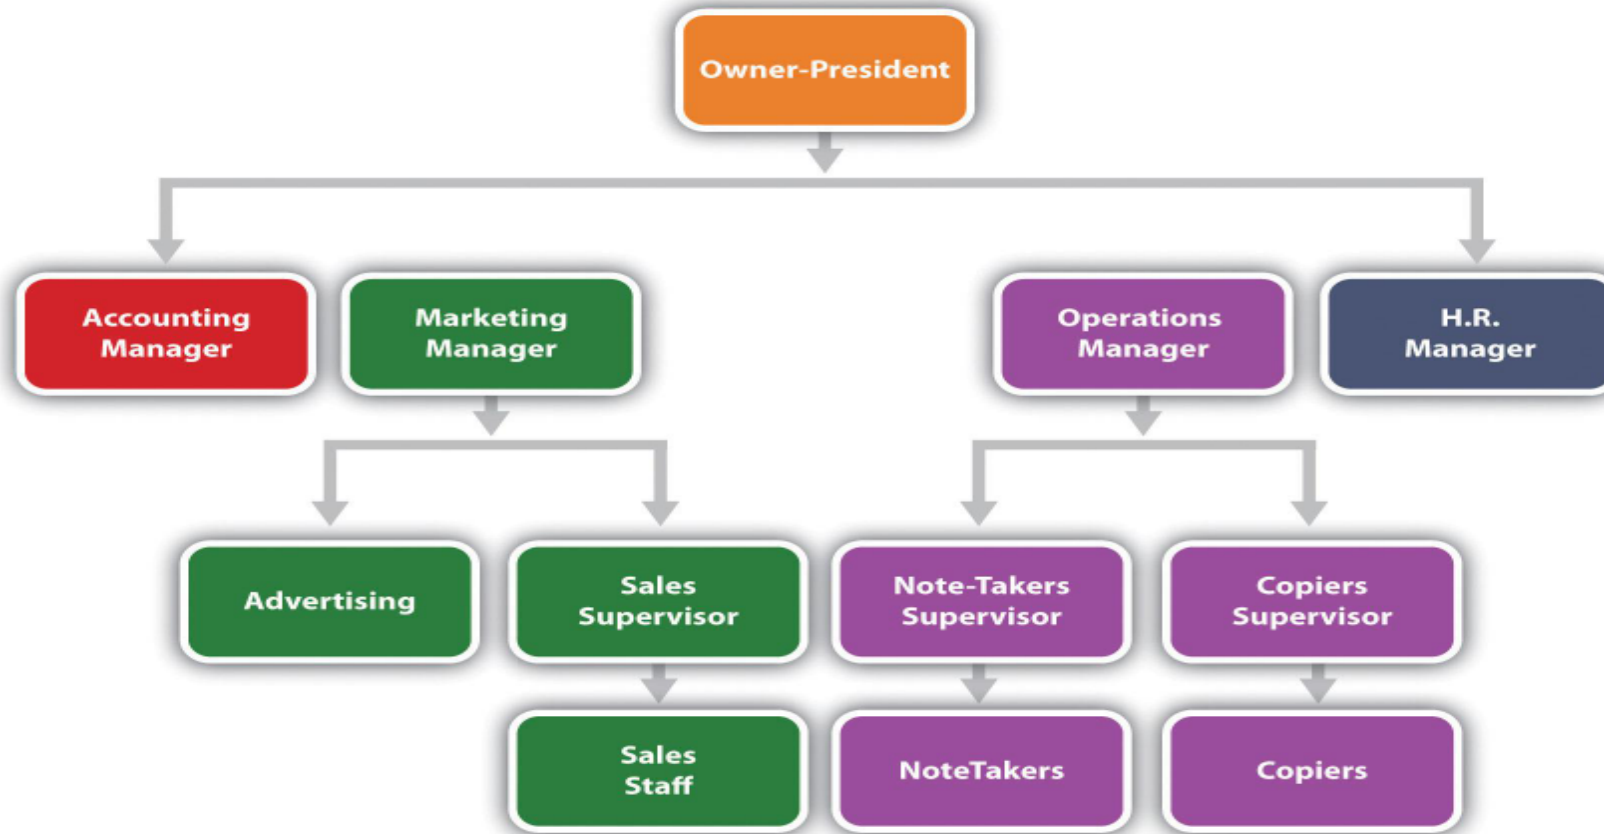 Owner-President
Accounting
Manager
Marketing
Manager
Operations
Manager
H.R.
Manager
Advertising
Sales
Supervisor
Note-Takers
Supervisor
Copiers
Supervisor
Sales
Staff
NoteTakers
Copiers